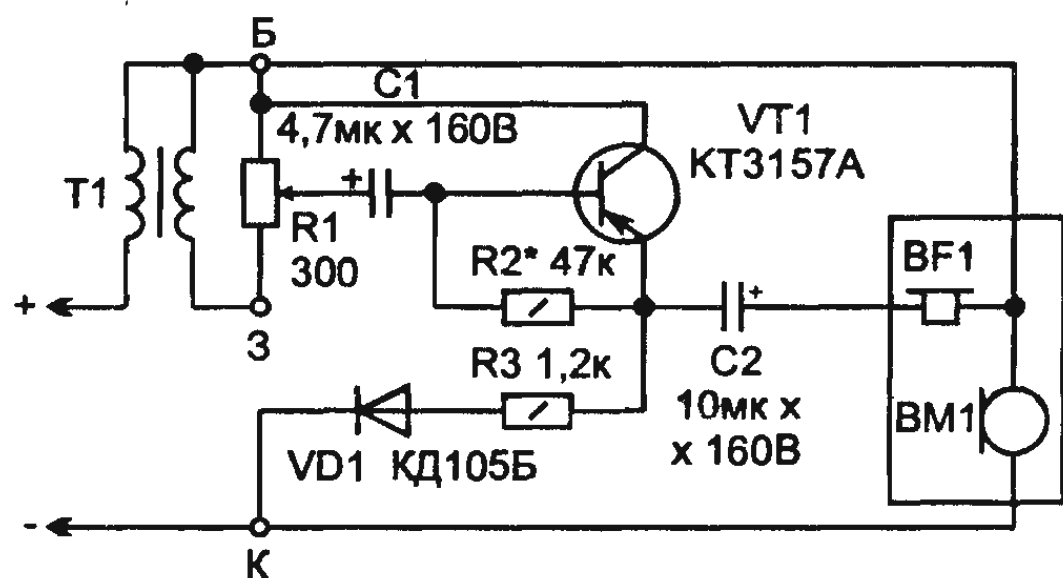 Б
C1
4,7мк х 160В
VT1
КТ3157А
T1
R1
300
R2* 47к
BF1
+
+
+
З
R3 1,2к
C2
10мк х
х 160В
BM1
VD1 КД105Б
-
К